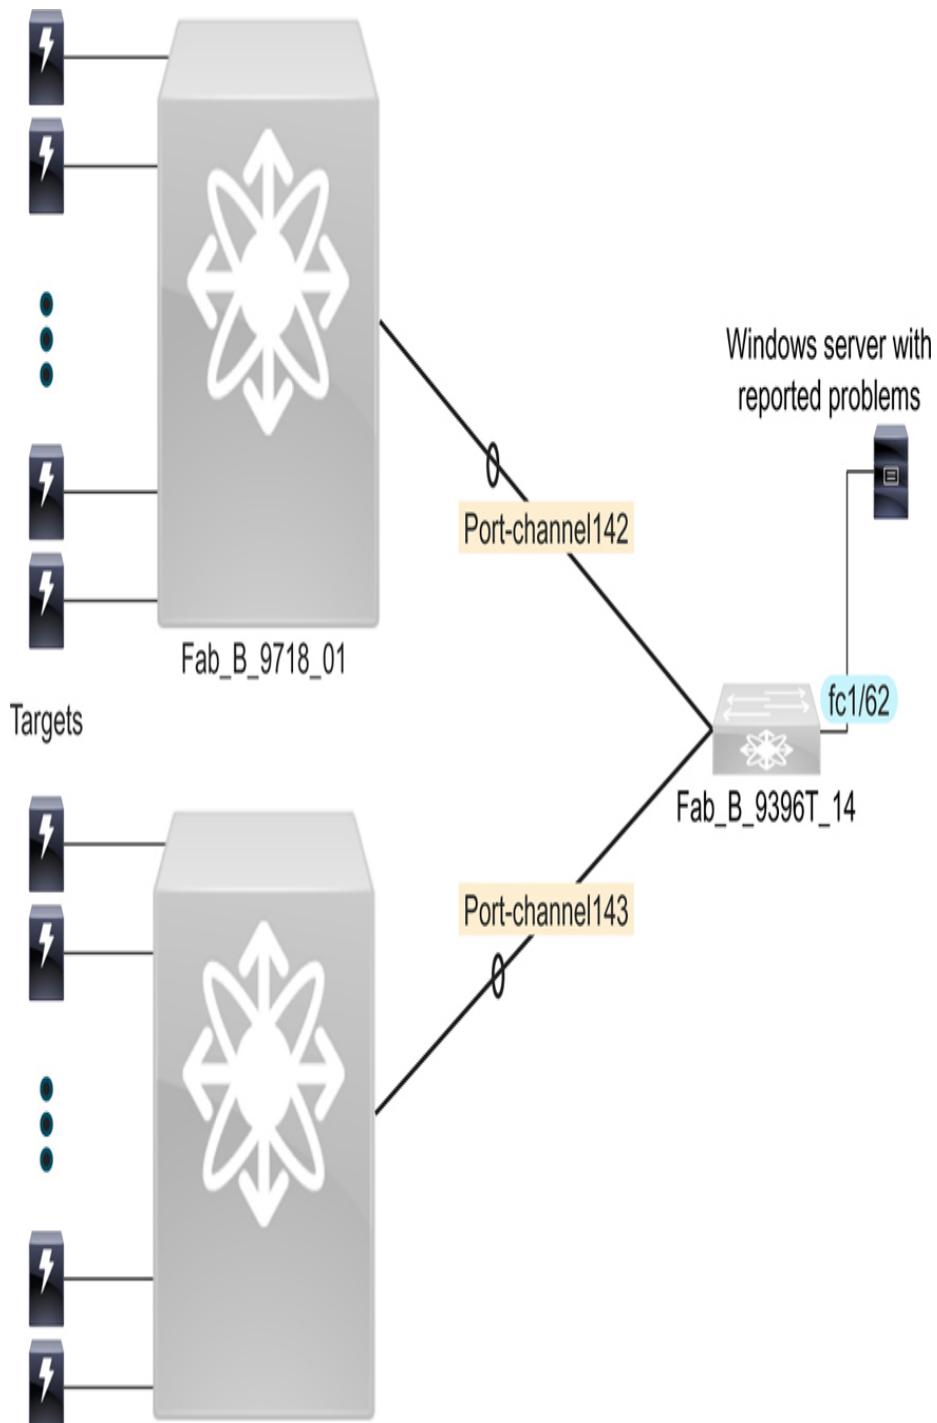 Windows server with
reported problems
Port-channel142
Fab_B_9718_01
fc1/62
Targets
Fab_B_9396T_14
Port-channel143